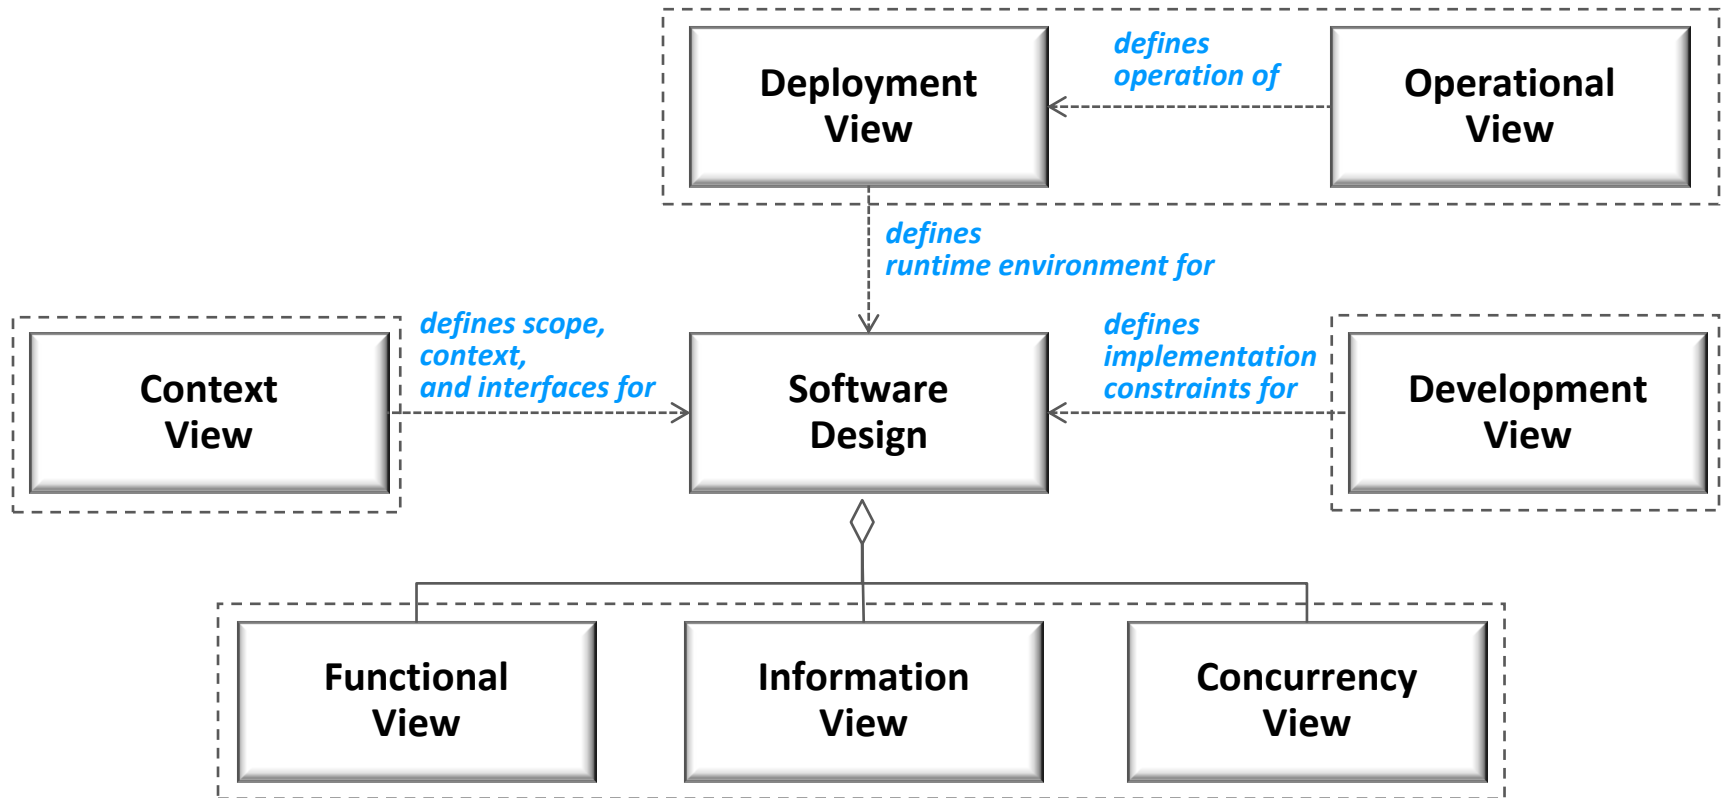 Deployment
View
defines
operation of
Operational
View
defines
runtime environment for
Context
View
defines scope,
context,
and interfaces for
Software
Design
defines
implementation
constraints for
Development
View
Functional
View
Information
View
Concurrency
View